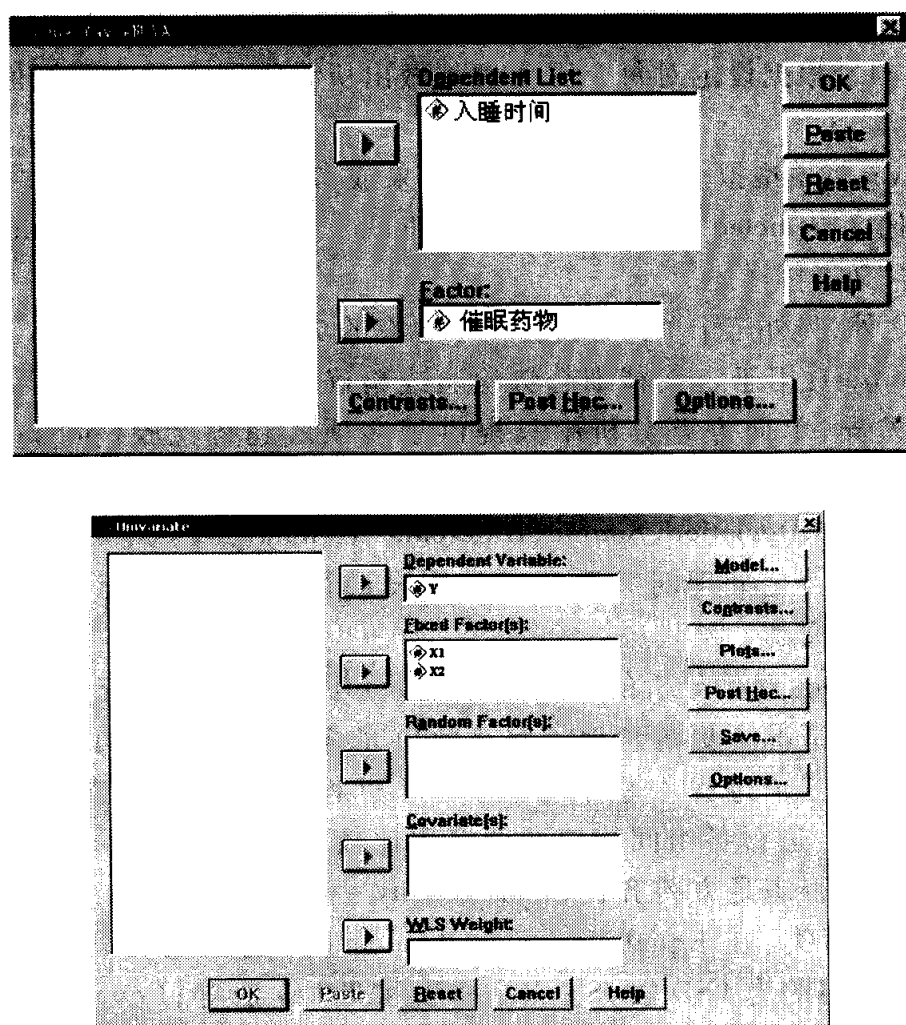 Dependent List:
入睡时间
OK
Paste
Reset
Cancel
Help
Factor:
催眠药物
Contrasts...
Post Hoc...
Options...
Univariate
Dependent Variable:
Y
Fixed Factor(s):
X1
X2
Random Factor(s):
Covariate(s):
WLS Weight:
Model...
Contrasts...
Plots...
Post Hoc...
Save...
Options...
OK
Paste
Reset
Cancel
Help